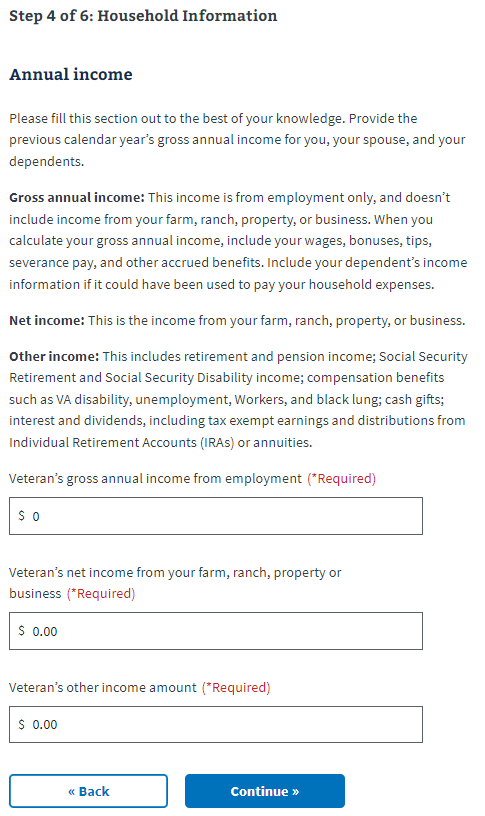 Step 4 of 6: Household Information
Annual income
Please fill this section out to the best of your knowledge. Provide the
previous calendar year's gross annual income for you, your spouse, and your
dependents.
Gross annual income: This income is from employment only, and doesn't
include income from your farm, ranch, property, or business. When you
calculate your gross annual income, include your wages, bonuses, tips,
severance pay, and other accrued benefits. Include your dependent's income
information if it could have been used to pay your household expenses.
Net income: This is the income from your farm, ranch, property, or business.
Other income: This includes retirement and pension income; Social Security
Retirement and Social Security Disability income; compensation benefits
such as VA disability, unemployment, Workers, and black lung; cash gifts;
interest and dividends, including tax exempt earnings and distributions from
Individual Retirement Accounts (IRAs) or annuities.
Veteran's gross annual income from employment (*Required)
$ 0
Veteran's net income from your farm, ranch, property or
business (*Required)
$ 0.00
Veteran's other income amount (*Required)
$ 0.00
« Back
Continue »